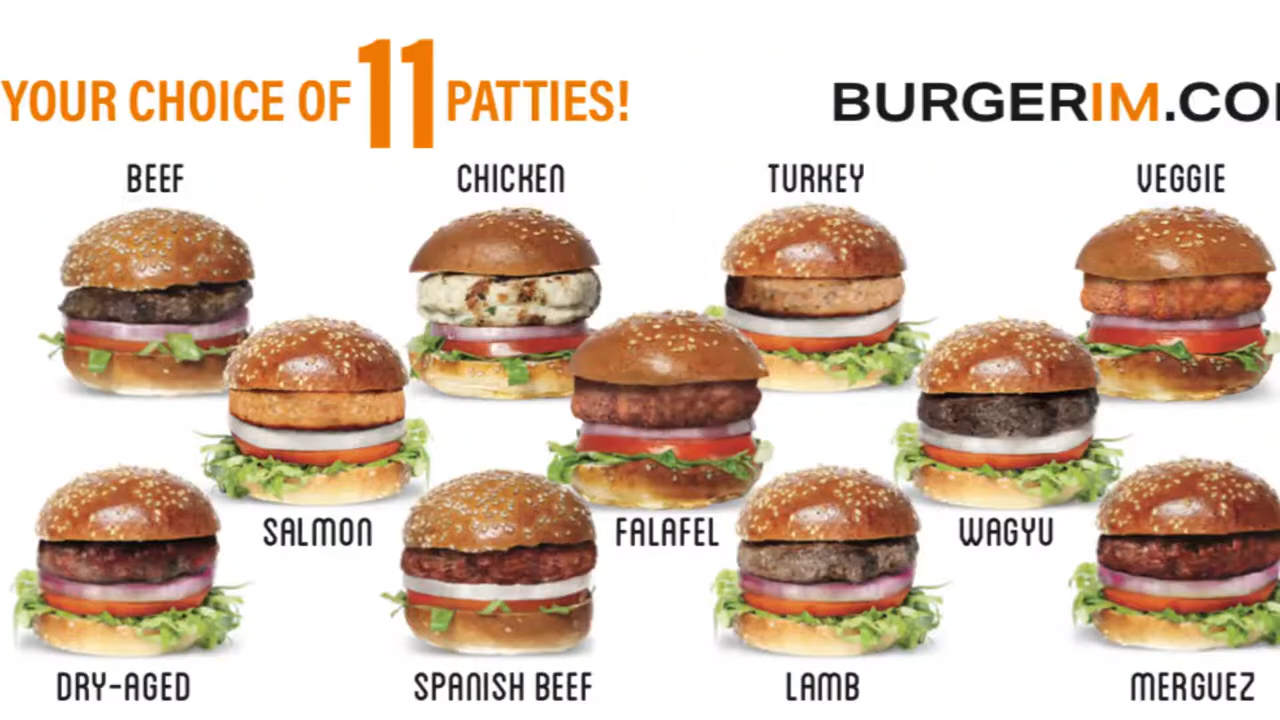 YOUR CHOICE OF 11 PATTIES!
BURGERIM.CO
BEEF
CHICKEN
TURKEY
VEGGIE
SALMON
FALAFEL
WAGYU
DRY-AGED
SPANISH BEEF
LAMB
MERGUEZ